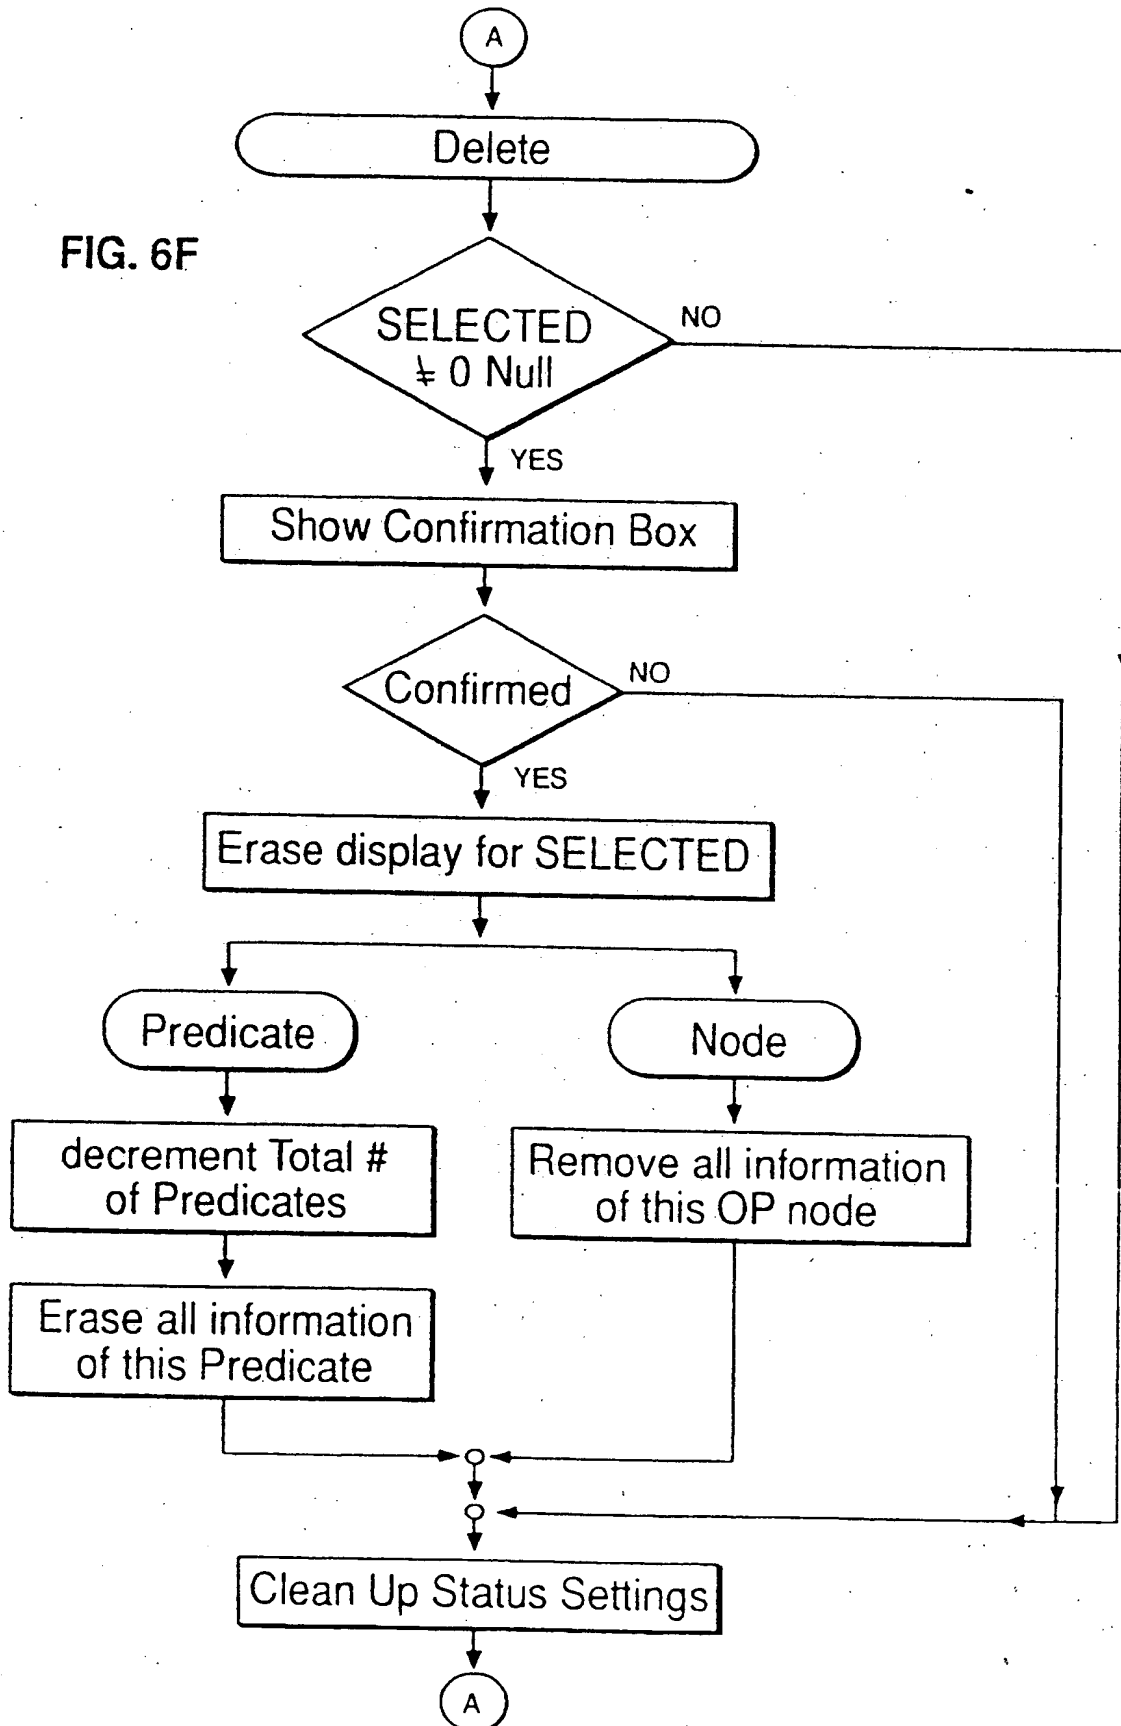 A
Delete
FIG. 6F
SELECTED
≠ 0 Null
NO
YES
Show Confirmation Box
Confirmed
NO
YES
Erase display for SELECTED
Predicate
Node
decrement Total #
of Predicates
Remove all information
of this OP node
Erase all information
of this Predicate
Clean Up Status Settings
A